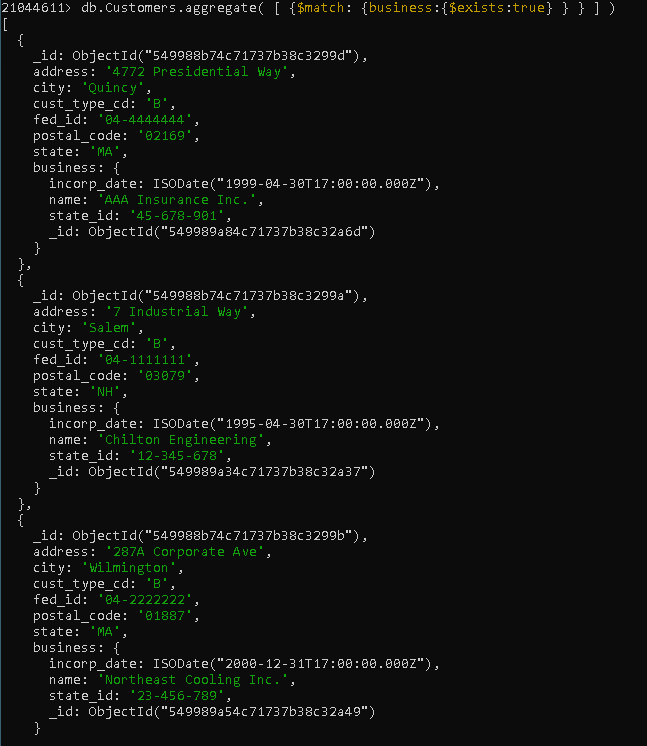 21044611> db.Customers.aggregate( [ {$match: {business:{$exists:true} } } ] )
[
  {
    _id: ObjectId("549988b74c71737b38c3299d"),
    address: '4772 Presidential Way',
    city: 'Quincy',
    cust_type_cd: 'B',
    fed_id: '04-4444444',
    postal_code: '02169',
    state: 'MA',
    business: {
      incorp_date: ISODate("1999-04-30T17:00:00.000Z"),
      name: 'AAA Insurance Inc.',
      state_id: '45-678-901',
      _id: ObjectId("549989a84c71737b38c32a6d")
    }
  },
  {
    _id: ObjectId("549988b74c71737b38c3299a"),
    address: '7 Industrial Way',
    city: 'Salem',
    cust_type_cd: 'B',
    fed_id: '04-1111111',
    postal_code: '03079',
    state: 'NH',
    business: {
      incorp_date: ISODate("1995-04-30T17:00:00.000Z"),
      name: 'Chilton Engineering',
      state_id: '12-345-678',
      _id: ObjectId("549989a34c71737b38c32a37")
    }
  },
  {
    _id: ObjectId("549988b74c71737b38c3299b"),
    address: '287A Corporate Ave',
    city: 'Wilmington',
    cust_type_cd: 'B',
    fed_id: '04-2222222',
    postal_code: '01887',
    state: 'MA',
    business: {
      incorp_date: ISODate("2000-12-31T17:00:00.000Z"),
      name: 'Northeast Cooling Inc.',
      state_id: '23-456-789',
      _id: ObjectId("549989a54c71737b38c32a49")
    }